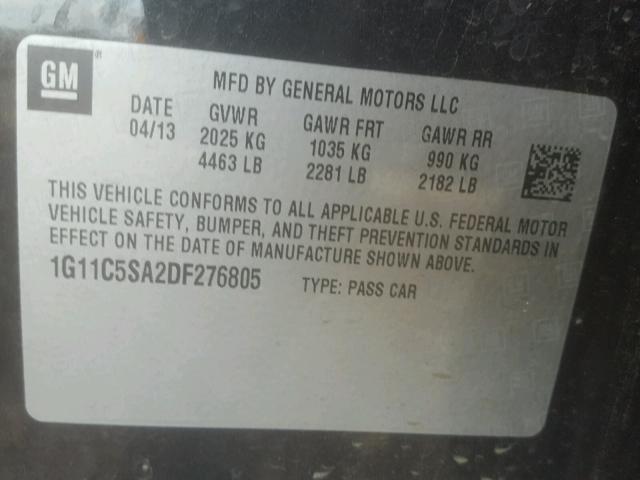 GM
MFD BY GENERAL MOTORS LLC
DATE GVWR GAWR FRT GAWR RR
04/13 2025 KG 1035 KG 990 KG
4463 LB 2281 LB 2182 LB
THIS VEHICLE CONFORMS TO ALL APPLICABLE U.S. FEDERAL MOTOR
VEHICLE SAFETY, BUMPER, AND THEFT PREVENTION STANDARDS IN
EFFECT ON THE DATE OF MANUFACTURE SHOWN ABOVE.
1G11C5SA2DF276805 TYPE: PASS CAR